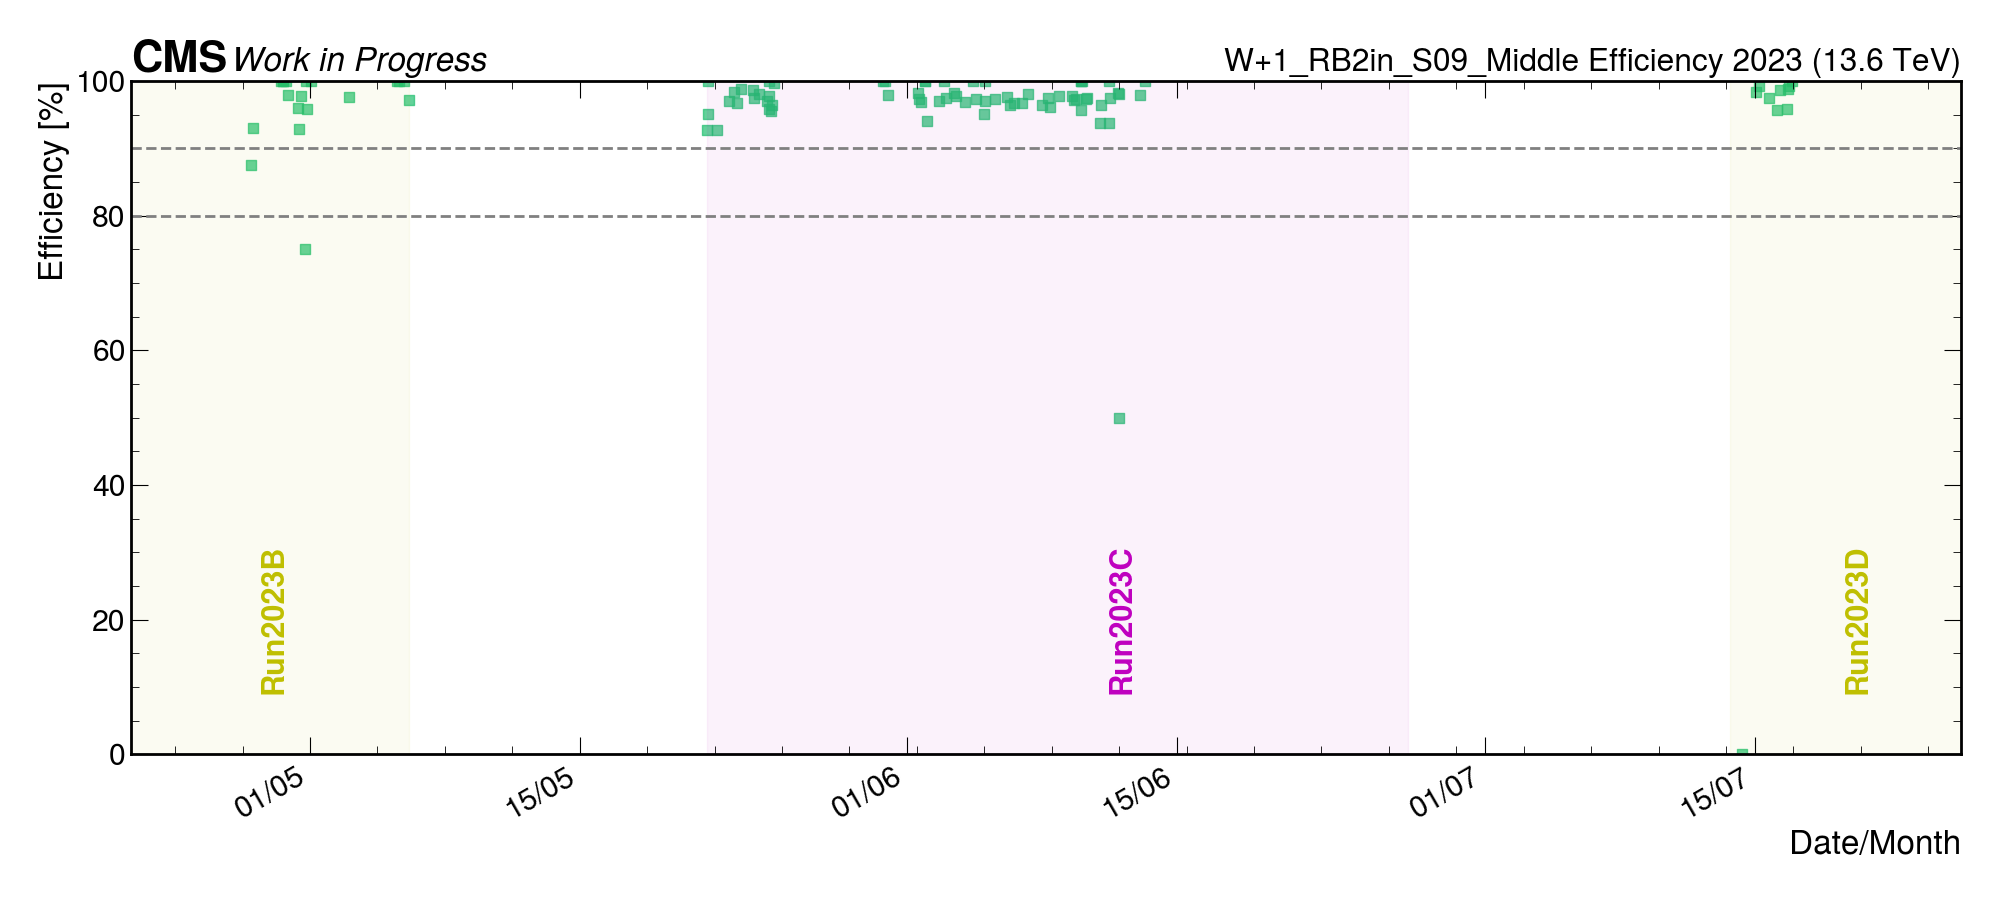 CMS Work in Progress
W+1_RB2in_S09_Middle Efficiency 2023 (13.6 TeV)
Efficiency [%]
100
80
60
40
20
0
Run2023B
Run2023C
Run2023D
01/05
15/05
01/06
15/06
01/07
15/07
Date/Month